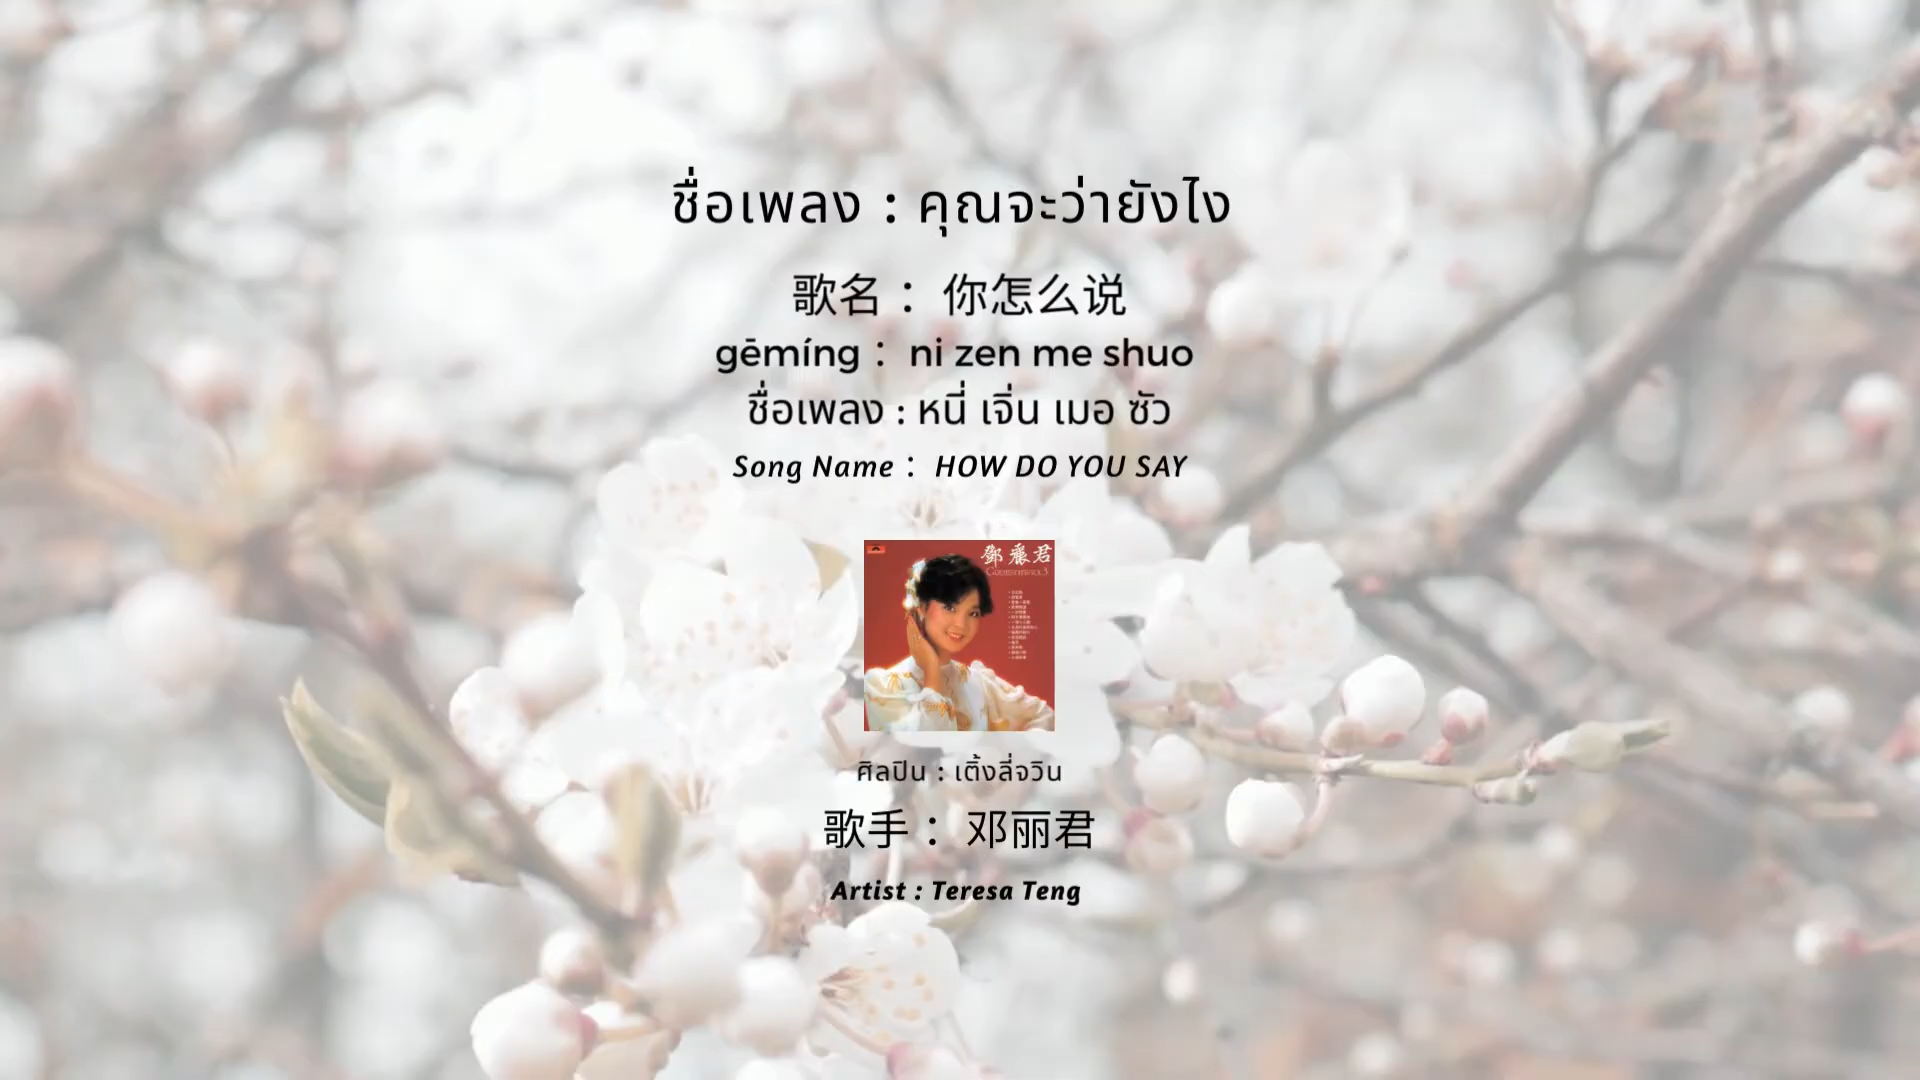 ชื่อเพลง : คุณจะว่ายังไง
歌名： 你怎么说
gēmíng： ni zen me shuo
ชื่อเพลง : หนี่ เจิ่น เมอ ซัว
Song Name： HOW DO YOU SAY
鄧麗君
ศิลปิน : เติ้งลี่จวิน
歌手： 邓丽君
Artist : Teresa Teng